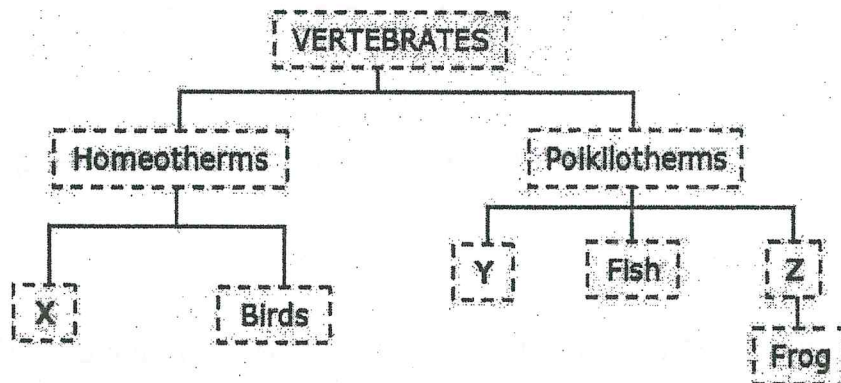 VERTEBRATES
Homeotherms
Poikilotherms
Y
Fish
Z
X
Birds
Frog